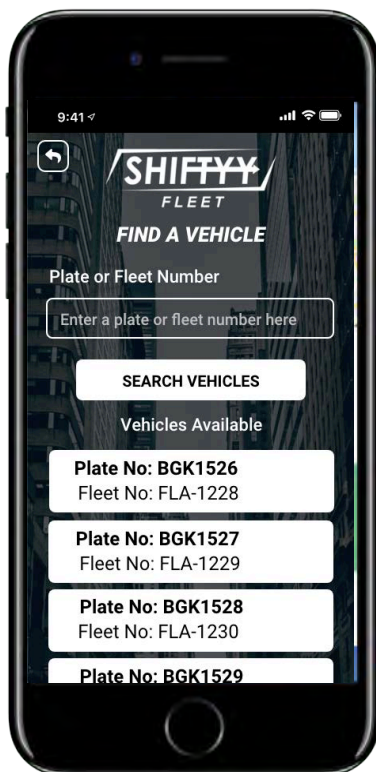 9:41
SHIFTYY
FLEET
FIND A VEHICLE
Plate or Fleet Number
Enter a plate or fleet number here
SEARCH VEHICLES
Vehicles Available
Plate No: BGK1526
Fleet No: FLA-1228
Plate No: BGK1527
Fleet No: FLA-1229
Plate No: BGK1528
Fleet No: FLA-1230
Plate No: BGK1529